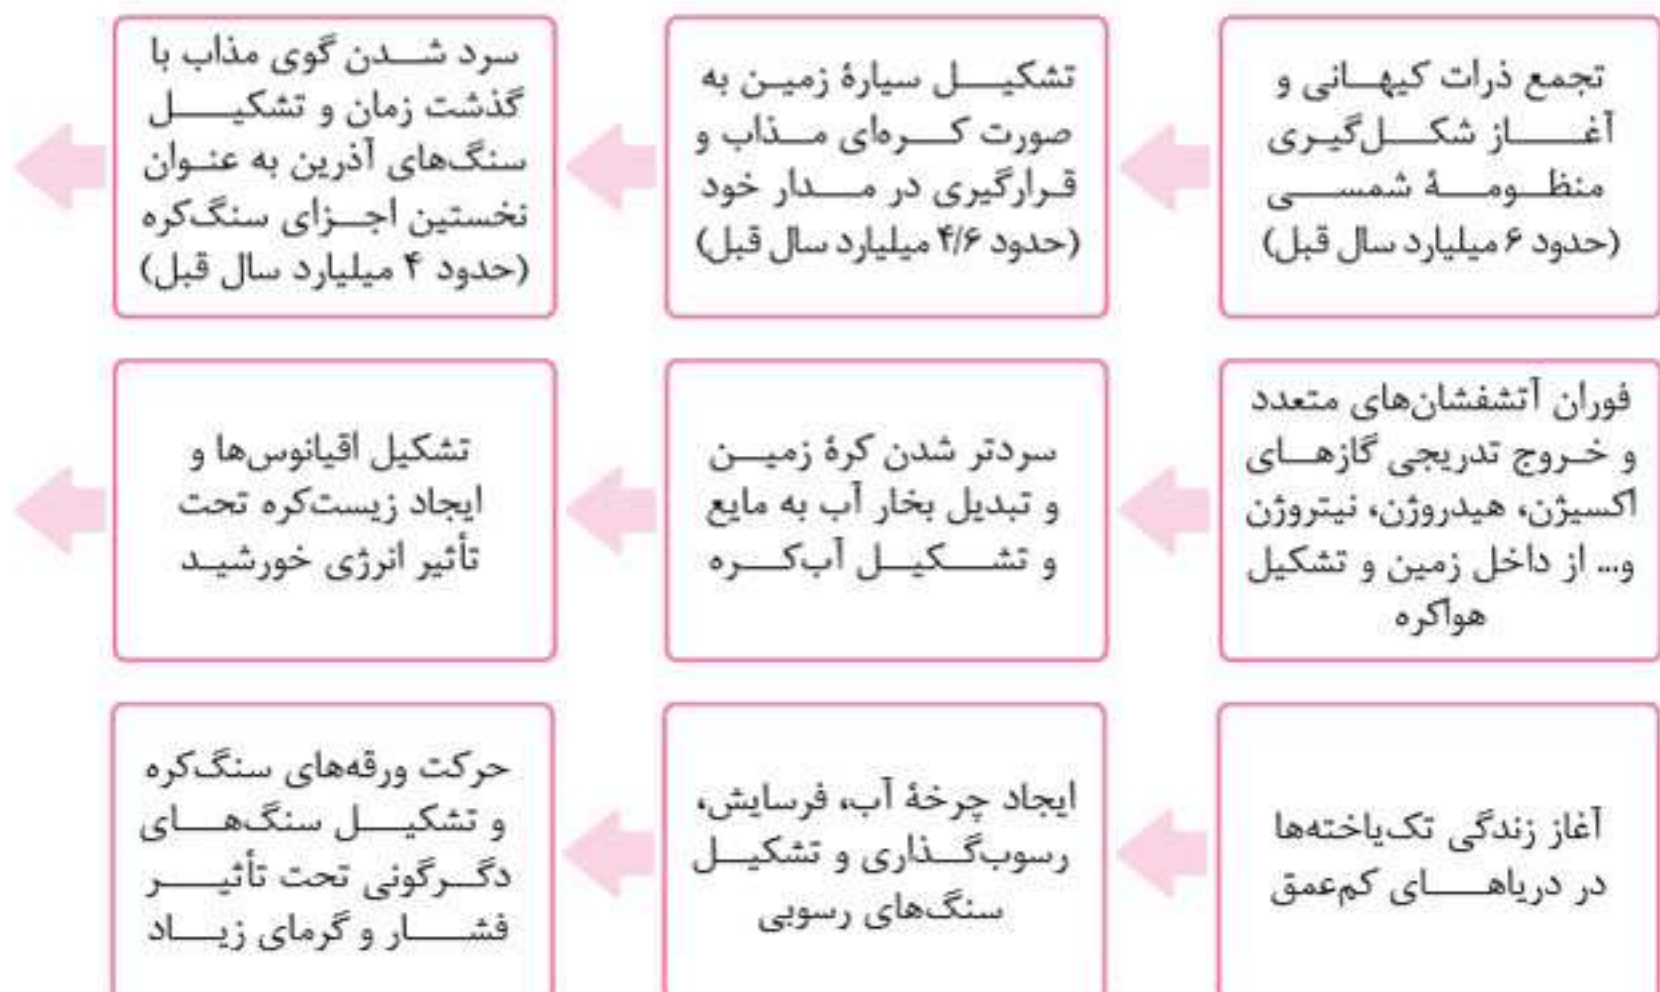 تجمع ذرات کیهانی و
آغاز شکل‌گیری
منظومهٔ شمسی
(حدود ۶ میلیارد سال قبل)
تشکیل سیارهٔ زمین به
صورت کره‌ای مذاب و
قرارگیری در مدار خود
(حدود ۴/۶ میلیارد سال قبل)
سرد شدن گوی مذاب با
گذشت زمان و تشکیل
سنگ‌های آذرین به عنوان
نخستین اجزای سنگ‌کره
(حدود ۴ میلیارد سال قبل)
فوران آتشفشان‌های متعدد
و خروج تدریجی گازهای
اکسیژن، هیدروژن، نیتروژن
و... از داخل زمین و تشکیل
هواکره
سردتر شدن کرهٔ زمین
و تبدیل بخار آب به مایع
و تشکیل آب‌کره
تشکیل اقیانوس‌ها و
ایجاد زیست‌کره تحت
تأثیر انرژی خورشید
آغاز زندگی تک‌یاخته‌ها
در دریاهای کم‌عمق
ایجاد چرخهٔ آب، فرسایش،
رسوب‌گذاری و تشکیل
سنگ‌های رسوبی
حرکت ورقه‌های سنگ‌کره
و تشکیل سنگ‌های
دگرگونی تحت تأثیر
فشار و گرمای زیاد